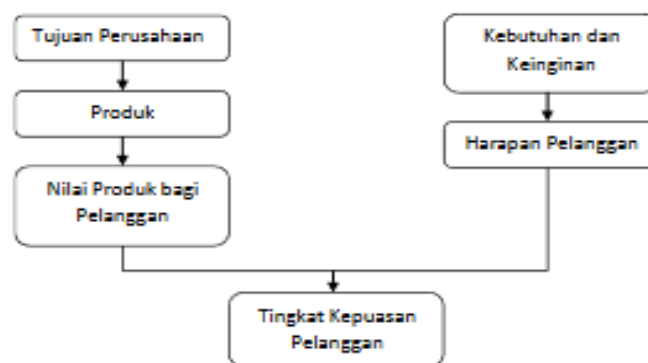 Tujuan Perusahaan
Produk
Nilai Produk bagi
Pelanggan
Kebutuhan dan
Keinginan
Harapan Pelanggan
Tingkat Kepuasan
Pelanggan